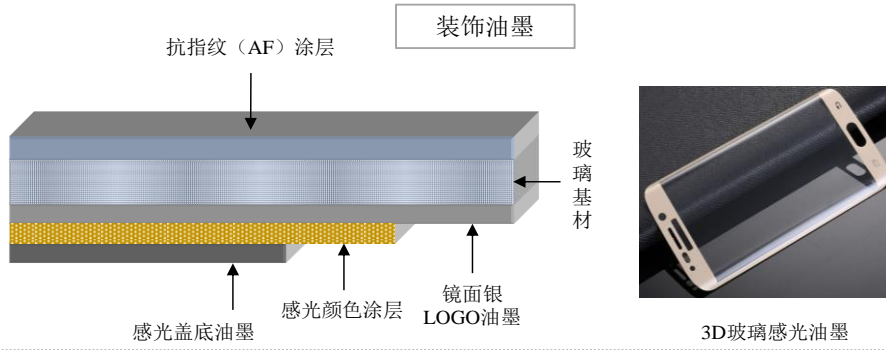 装饰油墨
抗指纹（AF）涂层
玻璃基材
镜面银
LOGO油墨
感光颜色涂层
感光盖底油墨
3D玻璃感光油墨